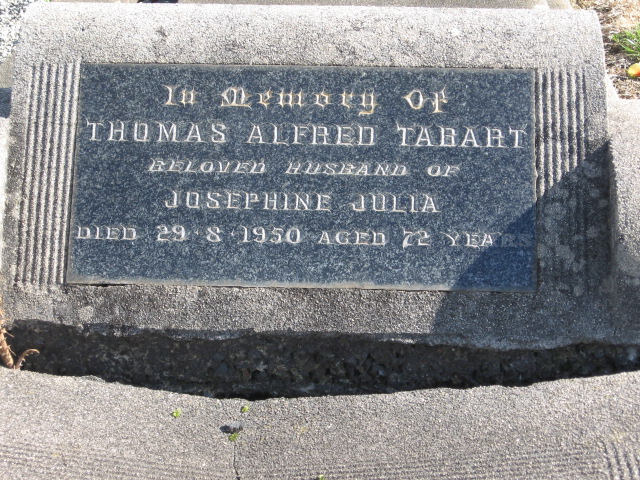 In Memory Of
THOMAS ALFRED TABART
BELOVED HUSBAND OF
JOSEPHINE JULIA
DIED 29·8·1950 AGED 72 YEARS